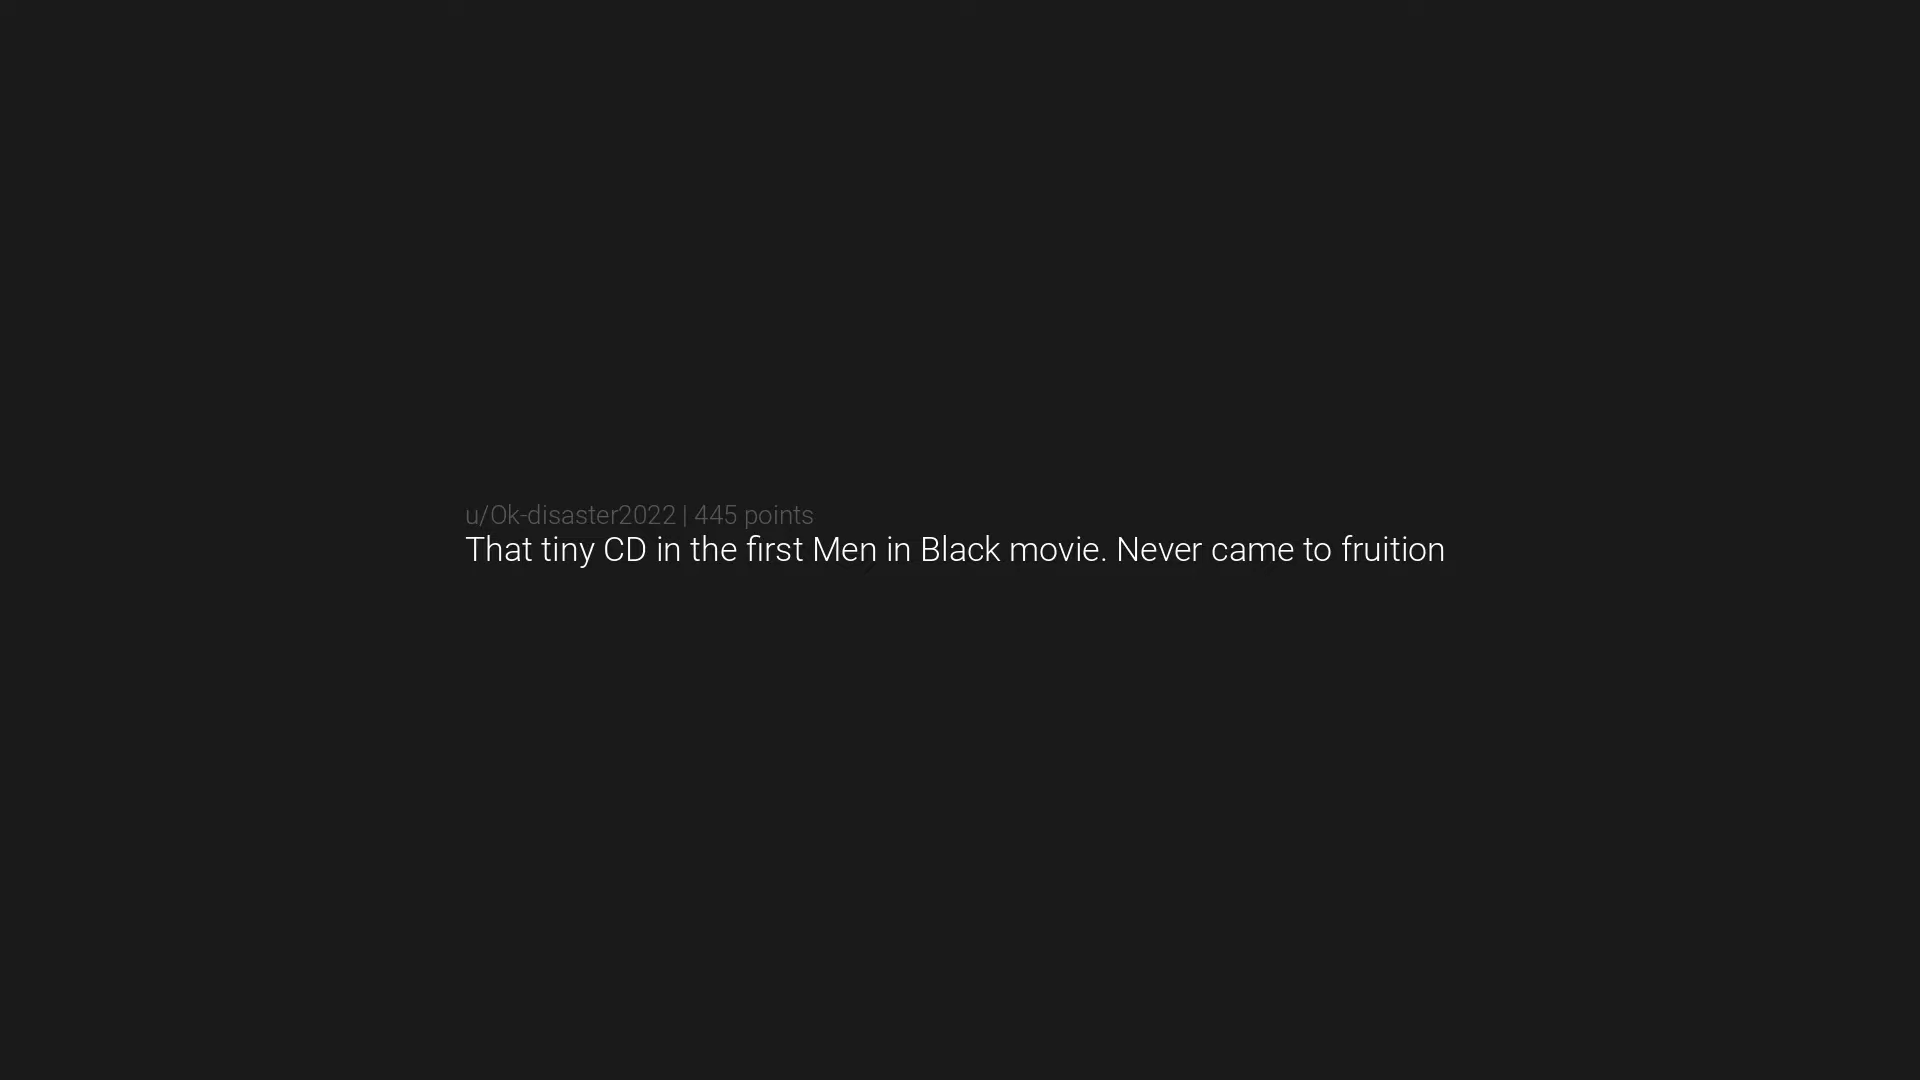 u/Ok-disaster2022 | 445 points
That tiny CD in the first Men in Black movie. Never came to fruition